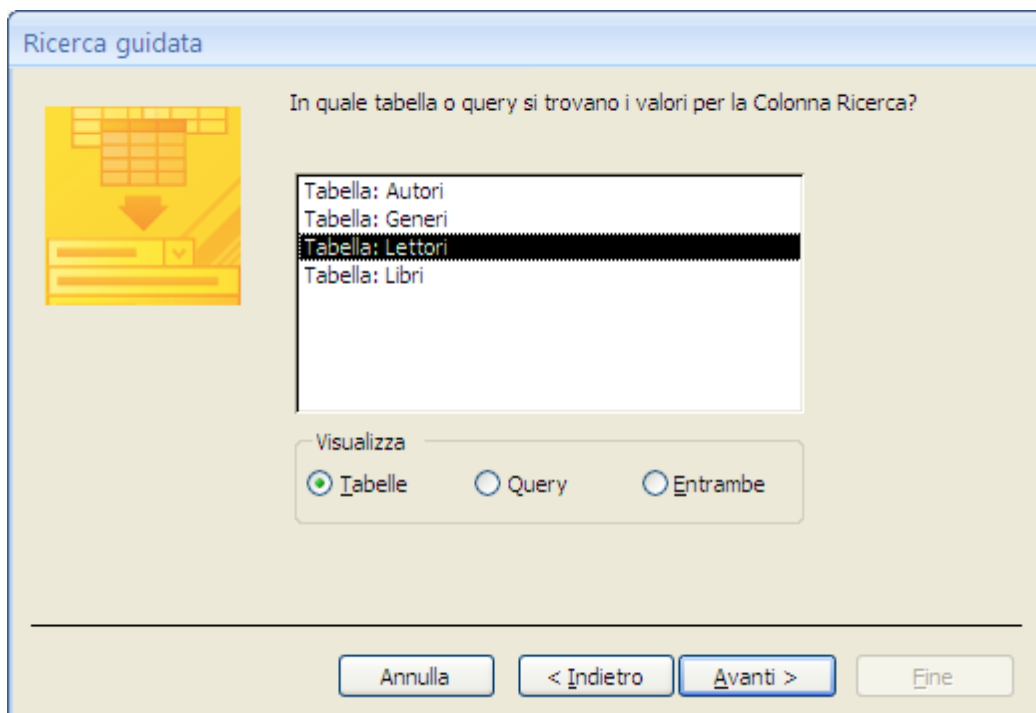 Ricerca guidata
In quale tabella o query si trovano i valori per la Colonna Ricerca?
Tabella: Autori
Tabella: Generi
Tabella: Lettori
Tabella: Libri
Visualizza
Tabelle Query Entrambe
Annulla < Indietro Avanti > Fine